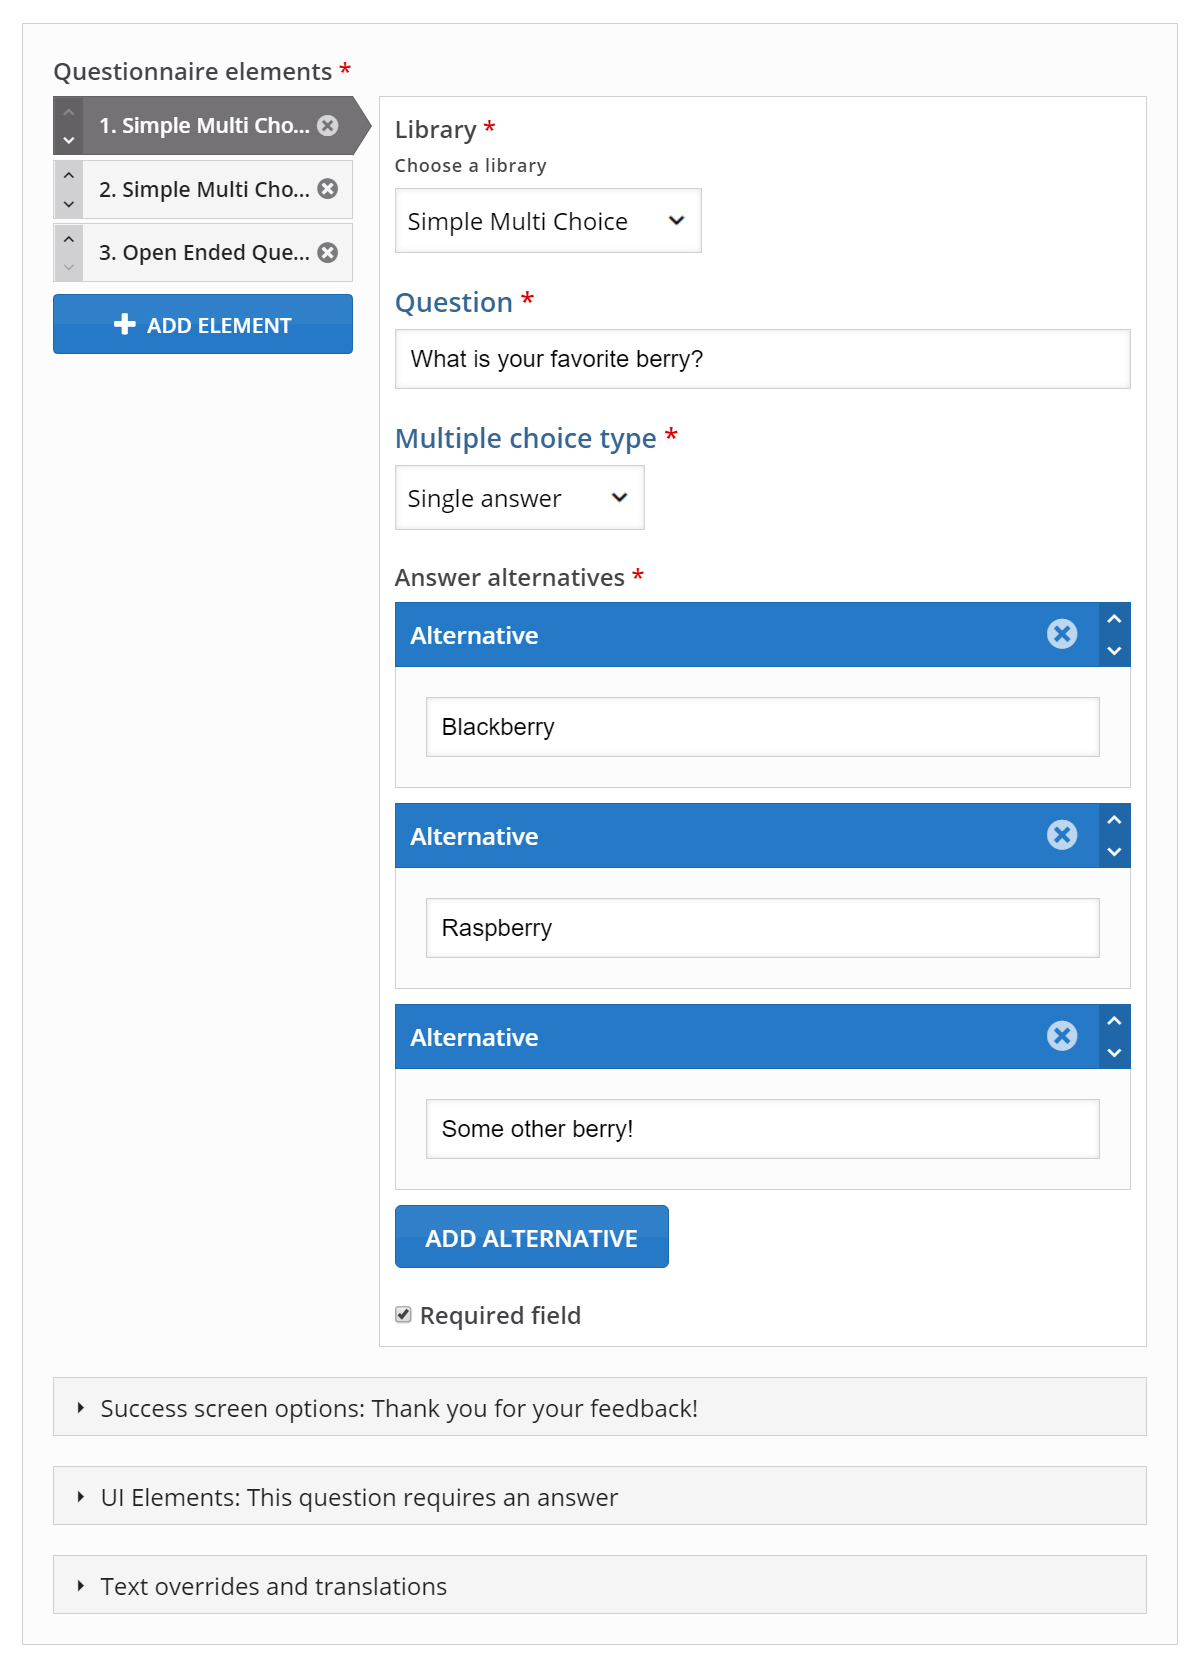 Questionnaire elements *
1. Simple Multi Cho...
2. Simple Multi Cho...
3. Open Ended Que...
ADD ELEMENT
Library *
Choose a library
Simple Multi Choice
Question *
What is your favorite berry?
Multiple choice type *
Single answer
Answer alternatives *
Alternative
Blackberry
Alternative
Raspberry
Alternative
Some other berry!
ADD ALTERNATIVE
Required field
Success screen options: Thank you for your feedback!
UI Elements: This question requires an answer
Text overrides and translations